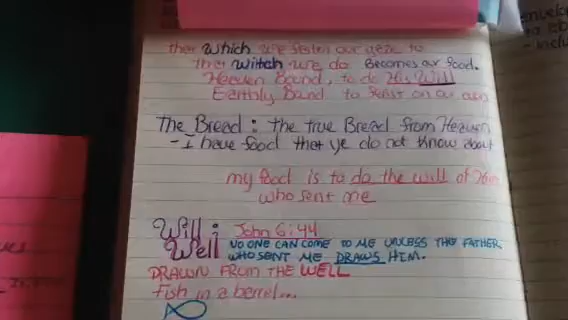 that which we fasten our gaze to
that witch we do becomes our food.
Heaven Bound, to do His Will
Earthly Bound to feast on our own
The Bread: the true Bread from Heaven
- I have food that ye do not know about
my food is to do the will of Him
who sent me
Will : John 6:44
Well NO ONE CAN COME TO ME UNLESS THE FATHER
WHO SENT ME DRAWS HIM.
DRAWN FROM THE WELL
Fish in a barrel...